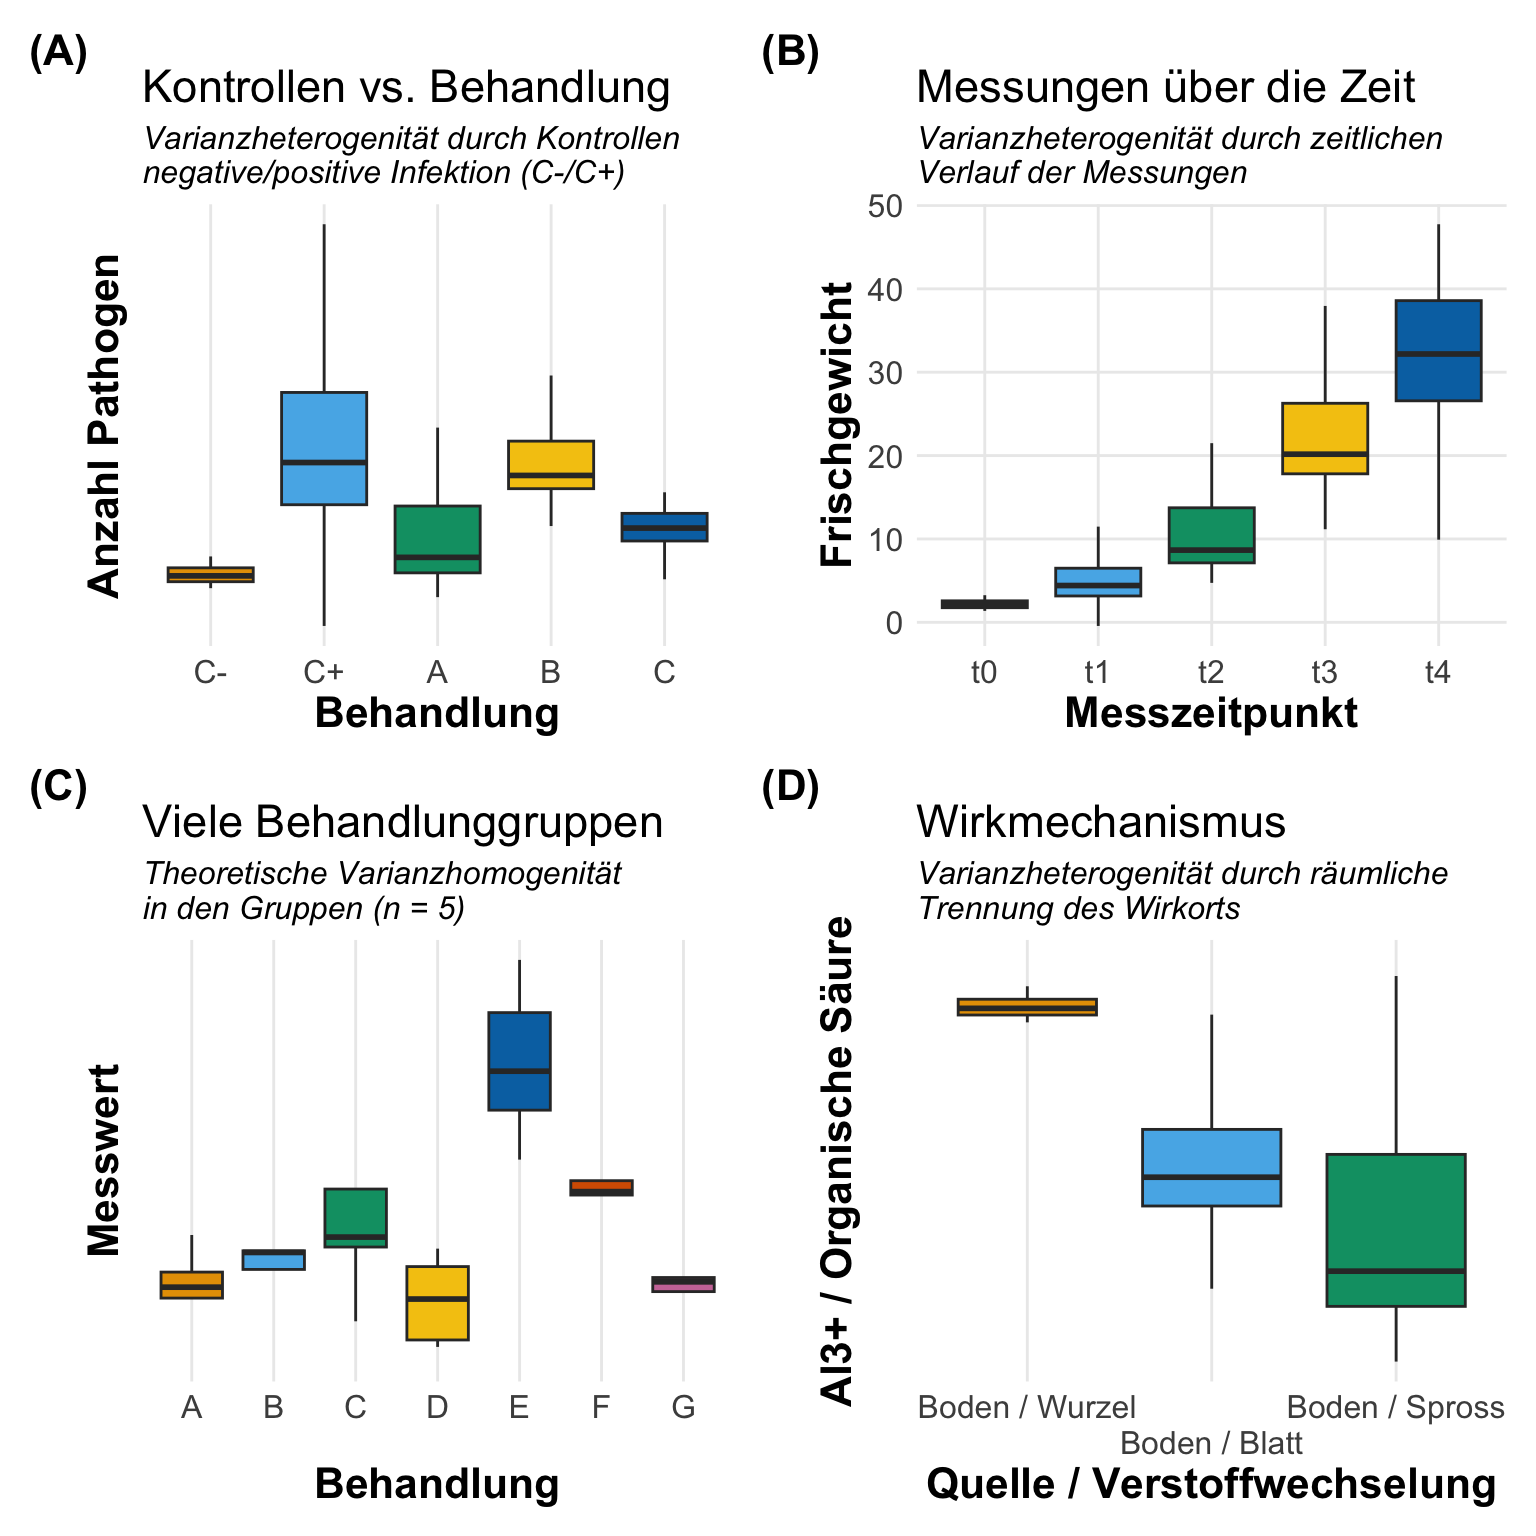 (A)
Kontrollen vs. Behandlung
Varianzheterogenität durch Kontrollen
negative/positive Infektion (C-/C+)
Anzahl Pathogen
C- C+ A B C
Behandlung
(B)
Messungen über die Zeit
Varianzheterogenität durch zeitlichen
Verlauf der Messungen
Frischgewicht
50
40
30
20
10
0
t0 t1 t2 t3 t4
Messzeitpunkt
(C)
Viele Behandlunggruppen
Theoretische Varianzhomogenität
in den Gruppen (n = 5)
Messwert
A B C D E F G
Behandlung
(D)
Wirkmechanismus
Varianzheterogenität durch räumliche
Trennung des Wirkorts
Al3+ / Organische Säure
Boden / Wurzel Boden / Spross
Boden / Blatt
Quelle / Verstoffwechselung